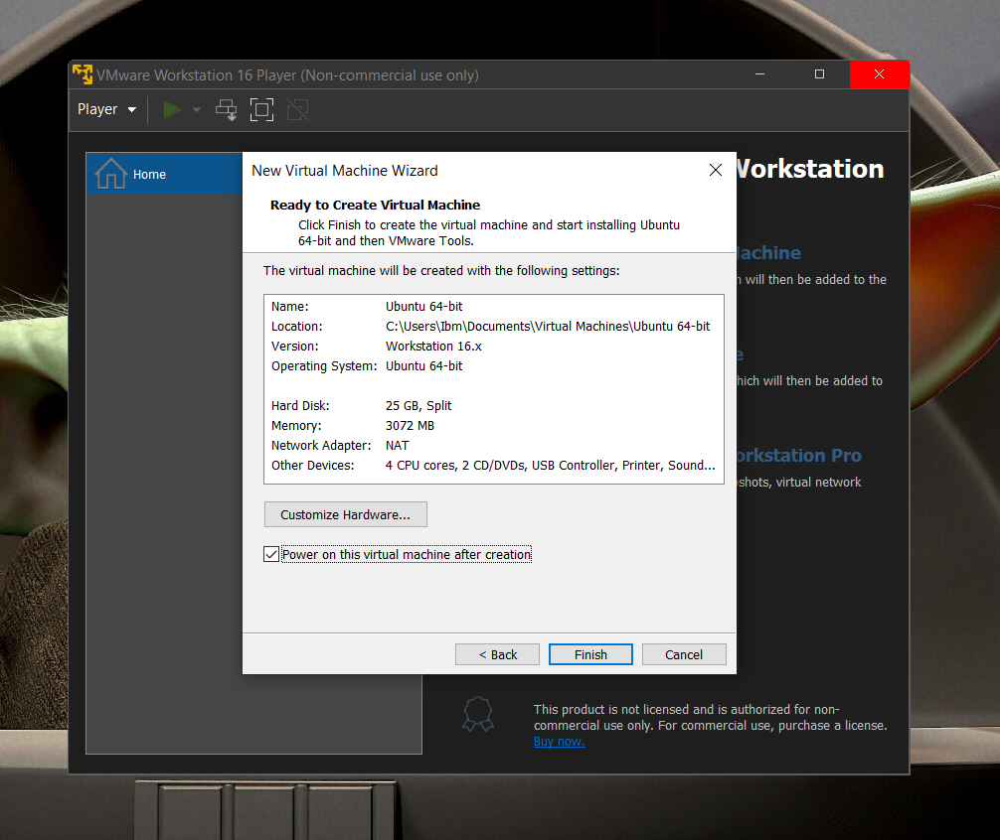 VMware Workstation 16 Player (Non-commercial use only)
Player
Home
Workstation
New Virtual Machine Wizard
Ready to Create Virtual Machine
Click Finish to create the virtual machine and start installing Ubuntu
64-bit and then VMware Tools.
The virtual machine will be created with the following settings:
Name: Ubuntu 64-bit
Location: C:\Users\Ibm\Documents\Virtual Machines\Ubuntu 64-bit
Version: Workstation 16.x
Operating System: Ubuntu 64-bit
Hard Disk: 25 GB, Split
Memory: 3072 MB
Network Adapter: NAT
Other Devices: 4 CPU cores, 2 CD/DVDs, USB Controller, Printer, Sound...
Customize Hardware...
Power on this virtual machine after creation
< Back
Finish
Cancel
achine
h will then be added to the
e
hich will then be added to
orkstation Pro
shots, virtual network
This product is not licensed and is authorized for non-
commercial use only. For commercial use, purchase a license.
Buy now.